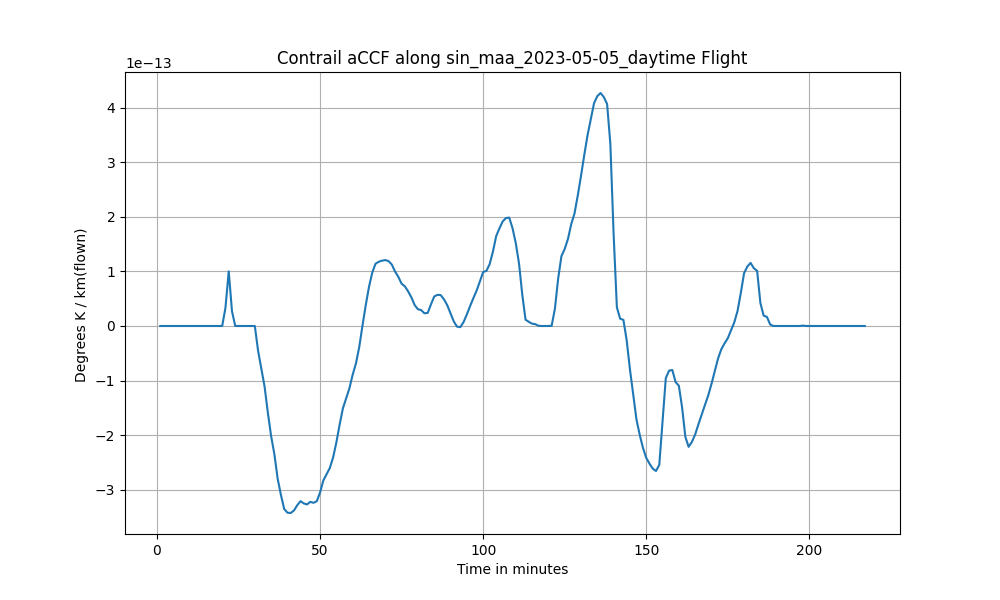 Contrail aCCF along sin_maa_2023-05-05_daytime Flight
1e−13
4
3
2
1
0
−1
−2
−3
Degrees K / km(flown)
0 50 100 150 200
Time in minutes